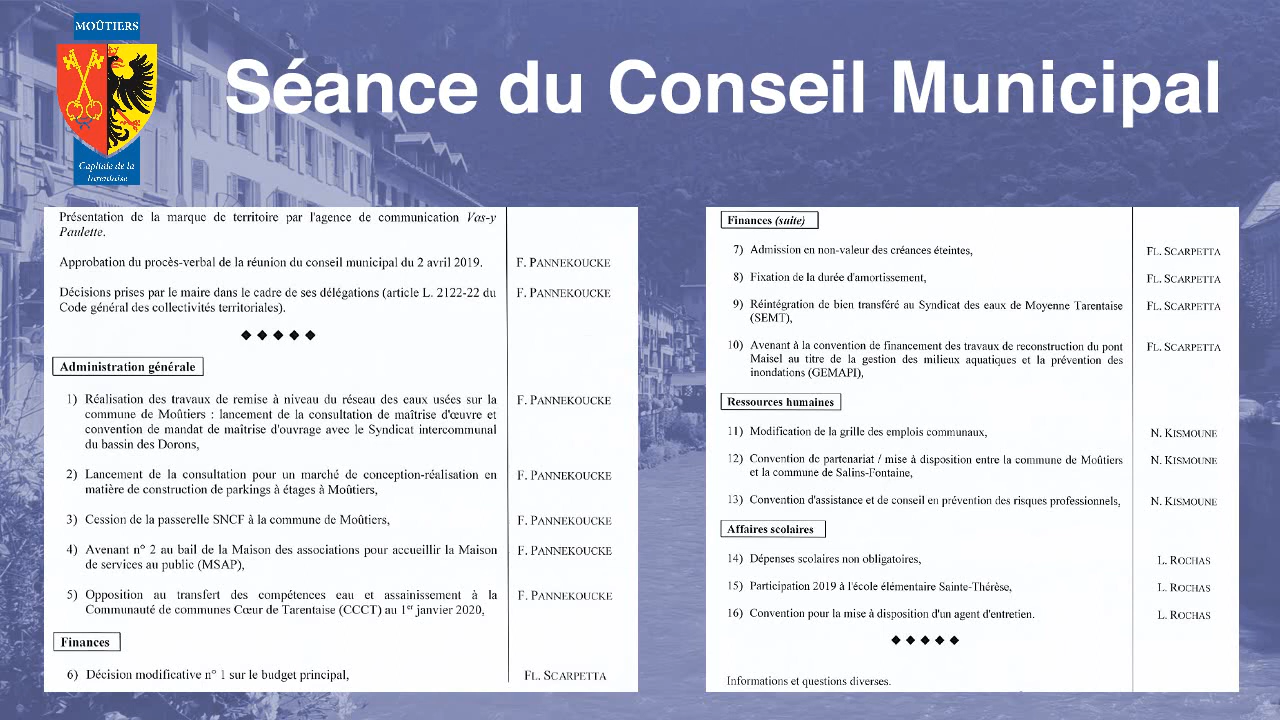 MOÛTIERS
Capitale de la
Tarentaise
Séance du Conseil Municipal
Présentation de la marque de territoire par l'agence de communication Vas-y
Paulette.
Approbation du procès-verbal de la réunion du conseil municipal du 2 avril 2019. F. PANNEKOUCKE
Décisions prises par le maire dans le cadre de ses délégations (article L. 2122-22 du F. PANNEKOUCKE
Code général des collectivités territoriales).
◆ ◆ ◆ ◆ ◆
Administration générale
1) Réalisation des travaux de remise à niveau du réseau des eaux usées sur la F. PANNEKOUCKE
commune de Moûtiers : lancement de la consultation de maîtrise d'œuvre et
convention de mandat de maîtrise d'ouvrage avec le Syndicat intercommunal
du bassin des Dorons,
2) Lancement de la consultation pour un marché de conception-réalisation en F. PANNEKOUCKE
matière de construction de parkings à étages à Moûtiers,
3) Cession de la passerelle SNCF à la commune de Moûtiers, F. PANNEKOUCKE
4) Avenant n° 2 au bail de la Maison des associations pour accueillir la Maison F. PANNEKOUCKE
de services au public (MSAP),
5) Opposition au transfert des compétences eau et assainissement à la F. PANNEKOUCKE
Communauté de communes Cœur de Tarentaise (CCCT) au 1er janvier 2020,
Finances
6) Décision modificative n° 1 sur le budget principal, FL. SCARPETTA
Finances (suite)
7) Admission en non-valeur des créances éteintes, FL. SCARPETTA
8) Fixation de la durée d'amortissement, FL. SCARPETTA
9) Réintégration de bien transféré au Syndicat des eaux de Moyenne Tarentaise FL. SCARPETTA
(SEMT),
10) Avenant à la convention de financement des travaux de reconstruction du pont FL. SCARPETTA
Maisel au titre de la gestion des milieux aquatiques et la prévention des
inondations (GEMAPI),
Ressources humaines
11) Modification de la grille des emplois communaux, N. KISMOUNE
12) Convention de partenariat / mise à disposition entre la commune de Moûtiers N. KISMOUNE
et la commune de Salins-Fontaine,
13) Convention d'assistance et de conseil en prévention des risques professionnels, N. KISMOUNE
Affaires scolaires
14) Dépenses scolaires non obligatoires, L. ROCHAS
15) Participation 2019 à l'école élémentaire Sainte-Thérèse, L. ROCHAS
16) Convention pour la mise à disposition d'un agent d'entretien. L. ROCHAS
◆ ◆ ◆ ◆ ◆
Informations et questions diverses.